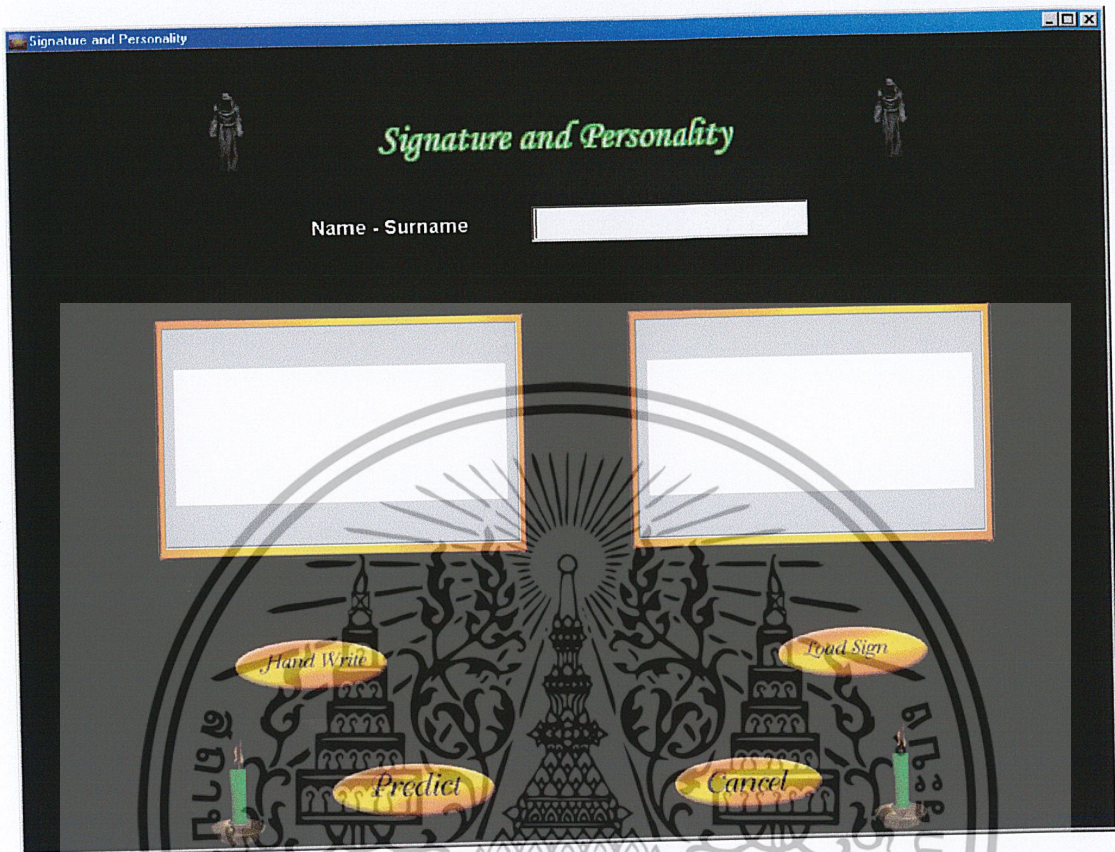 Signature and Personality
Signature and Personality
Name - Surname
Hand Write
Load Sign
Predict
Cancel